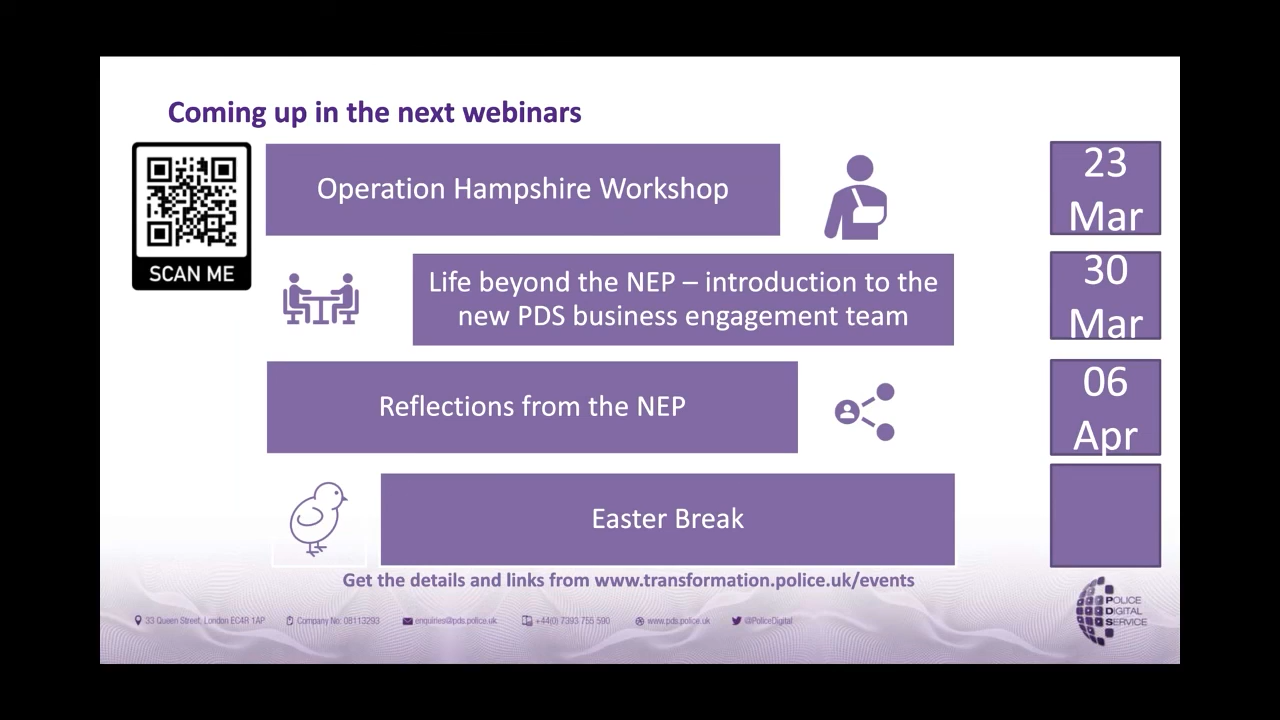 Coming up in the next webinars
SCAN ME
Operation Hampshire Workshop
23
Mar
Life beyond the NEP – introduction to the
new PDS business engagement team
30
Mar
Reflections from the NEP
06
Apr
Easter Break
Get the details and links from www.transformation.police.uk/events
33 Queen Street, London EC4R 1AP
Company No: 08113293
enquiries@pds.police.uk
+44(0) 7393 755 590
www.pds.police.uk
@PoliceDigital
POLICE
DIGITAL
SERVICE